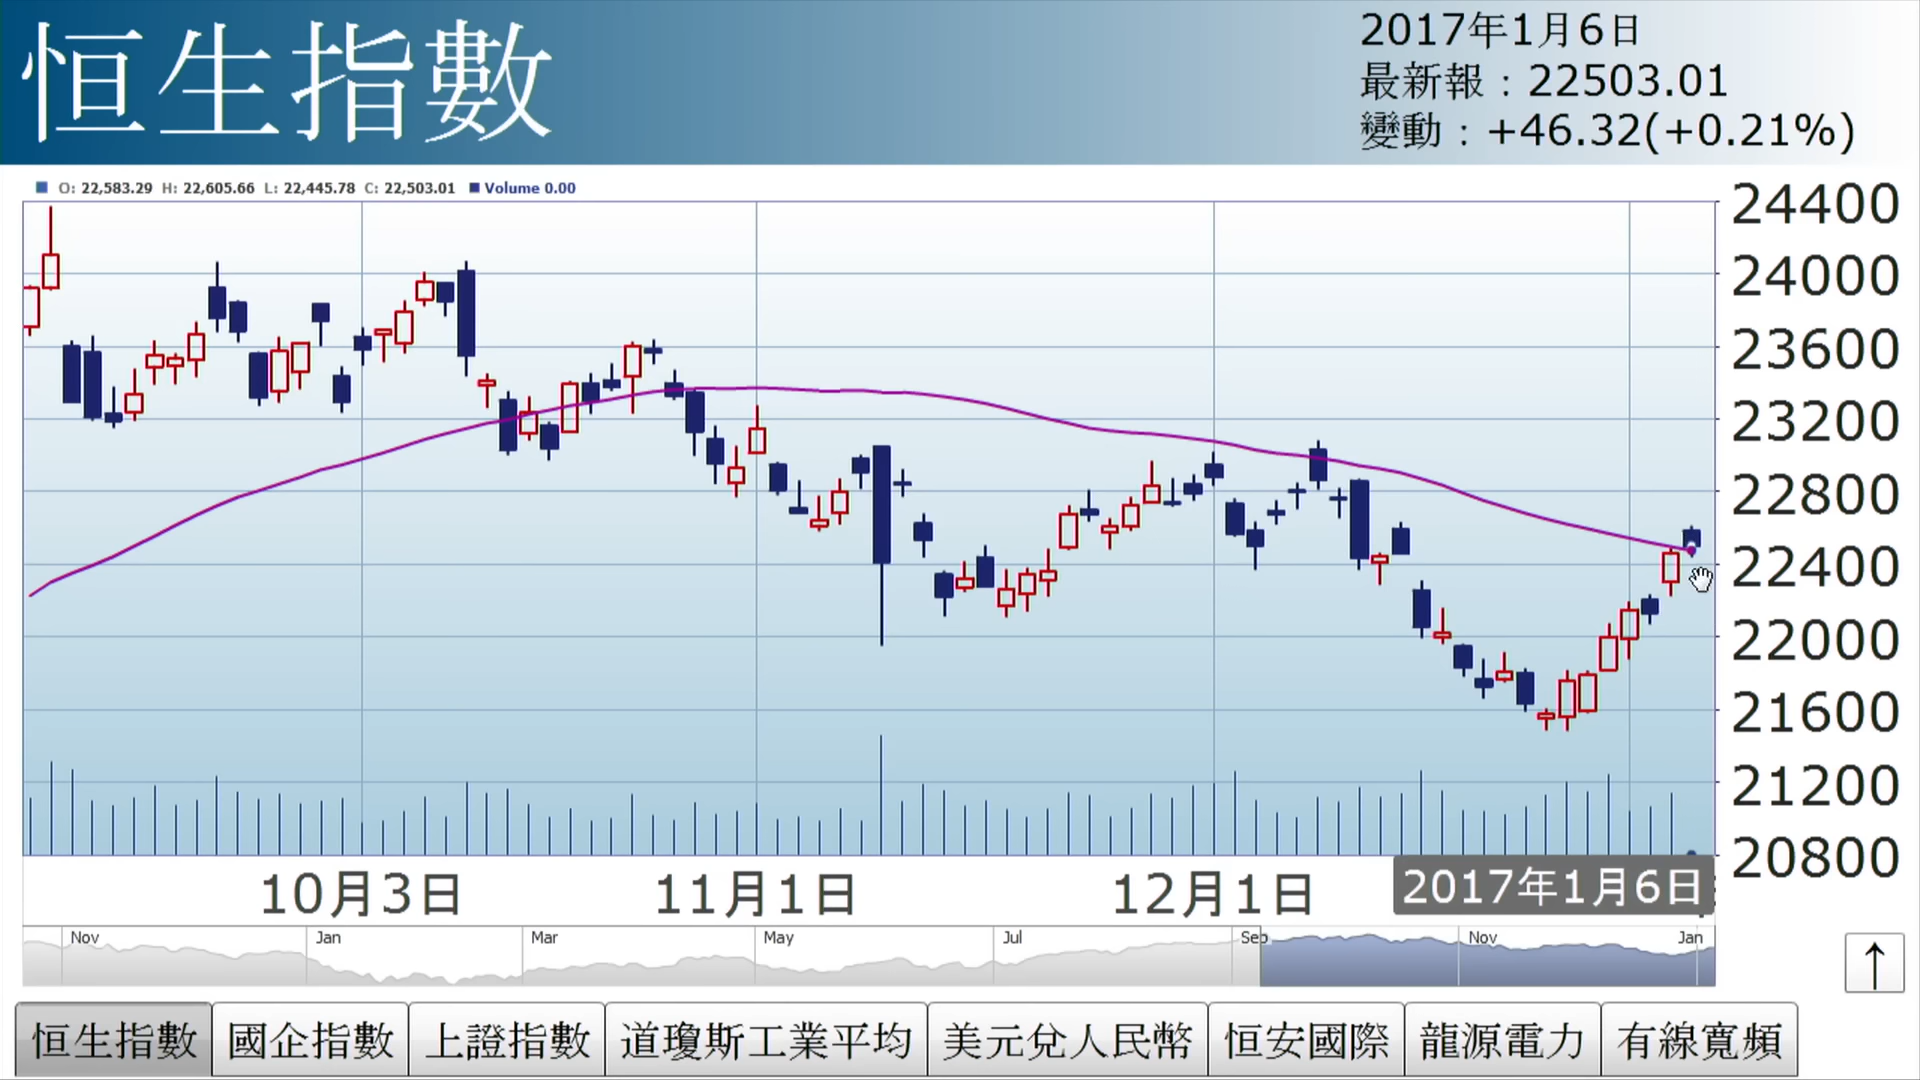 恒生指數
2017年1月6日
最新報：22503.01
變動：+46.32(+0.21%)
O: 22,583.29 H: 22,605.66 L: 22,445.78 C: 22,503.01 Volume 0.00
24400
24000
23600
23200
22800
22400
22000
21600
21200
20800
10月3日 11月1日 12月1日 2017年1月6日
Nov Jan Mar May Jul Sep Nov Jan
↑
恒生指數 國企指數 上證指數 道瓊斯工業平均 美元兌人民幣 恒安國際 龍源電力 有線寬頻